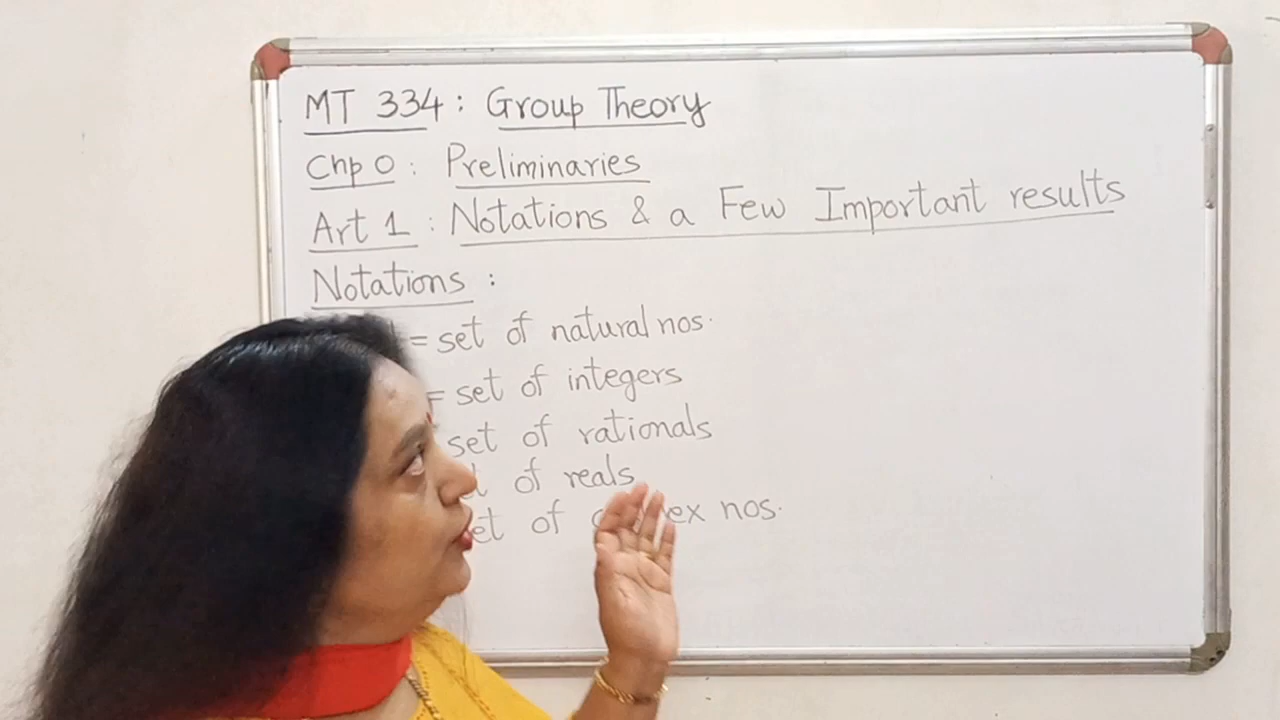 MT 334 : Group Theory
Chp 0 : Preliminaries
Art 1 : Notations & a Few Important results
Notations :
= set of natural nos.
= set of integers
set of rationals
of reals
of nos.